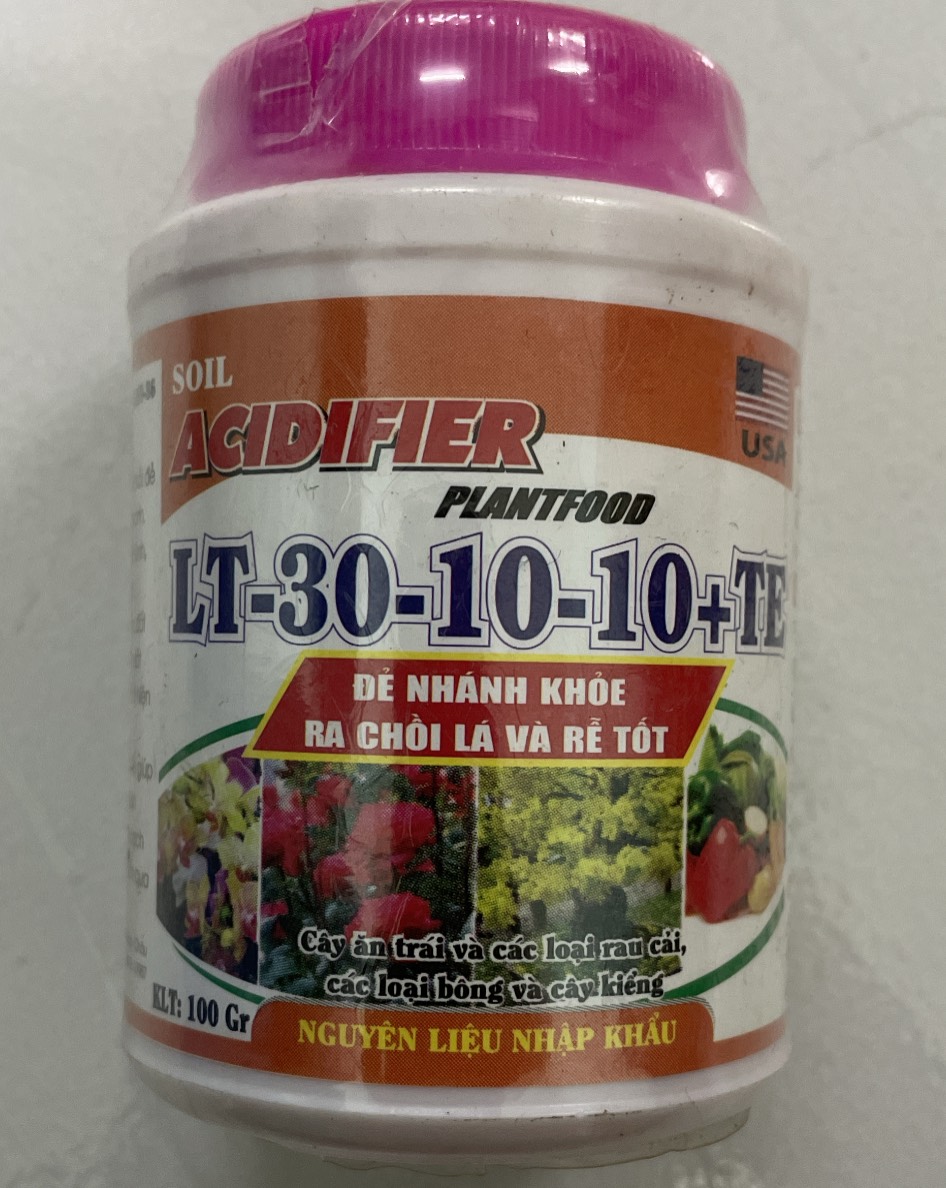 SOIL
ACIDIFIER
USA
PLANTFOOD
LT-30-10-10+TE
ĐẺ NHÁNH KHỎE
RA CHỒI LÁ VÀ RỄ TỐT
Cây ăn trái và các loại rau cải,
các loại bông và cây kiểng
KLT: 100 Gr
NGUYÊN LIỆU NHẬP KHẨU